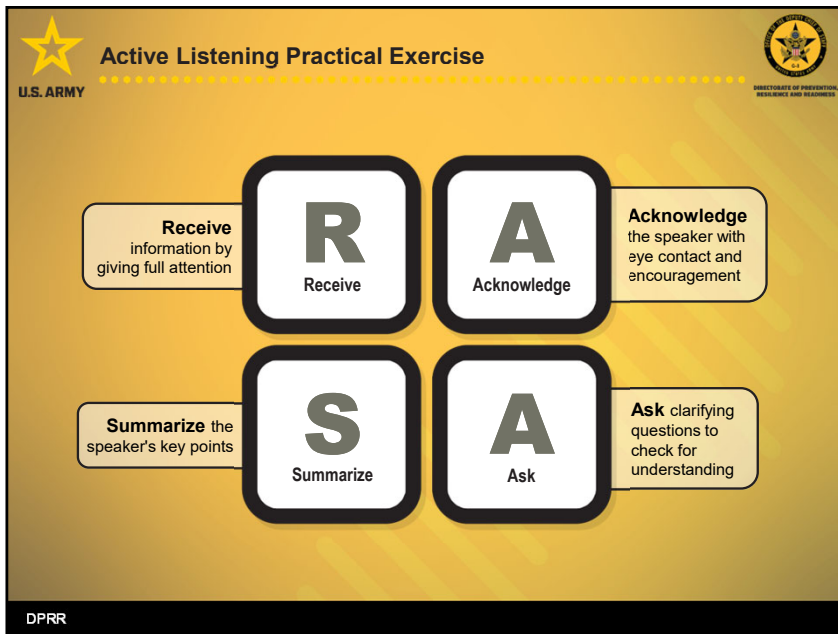 Active Listening Practical Exercise
U.S. ARMY
DIRECTORATE OF PREVENTION,
RESILIENCE AND READINESS
Receive
information by
giving full attention
R
Receive
A
Acknowledge
Acknowledge
the speaker with
eye contact and
encouragement
Summarize the
speaker's key points
S
Summarize
A
Ask
Ask clarifying
questions to
check for
understanding
DPRR